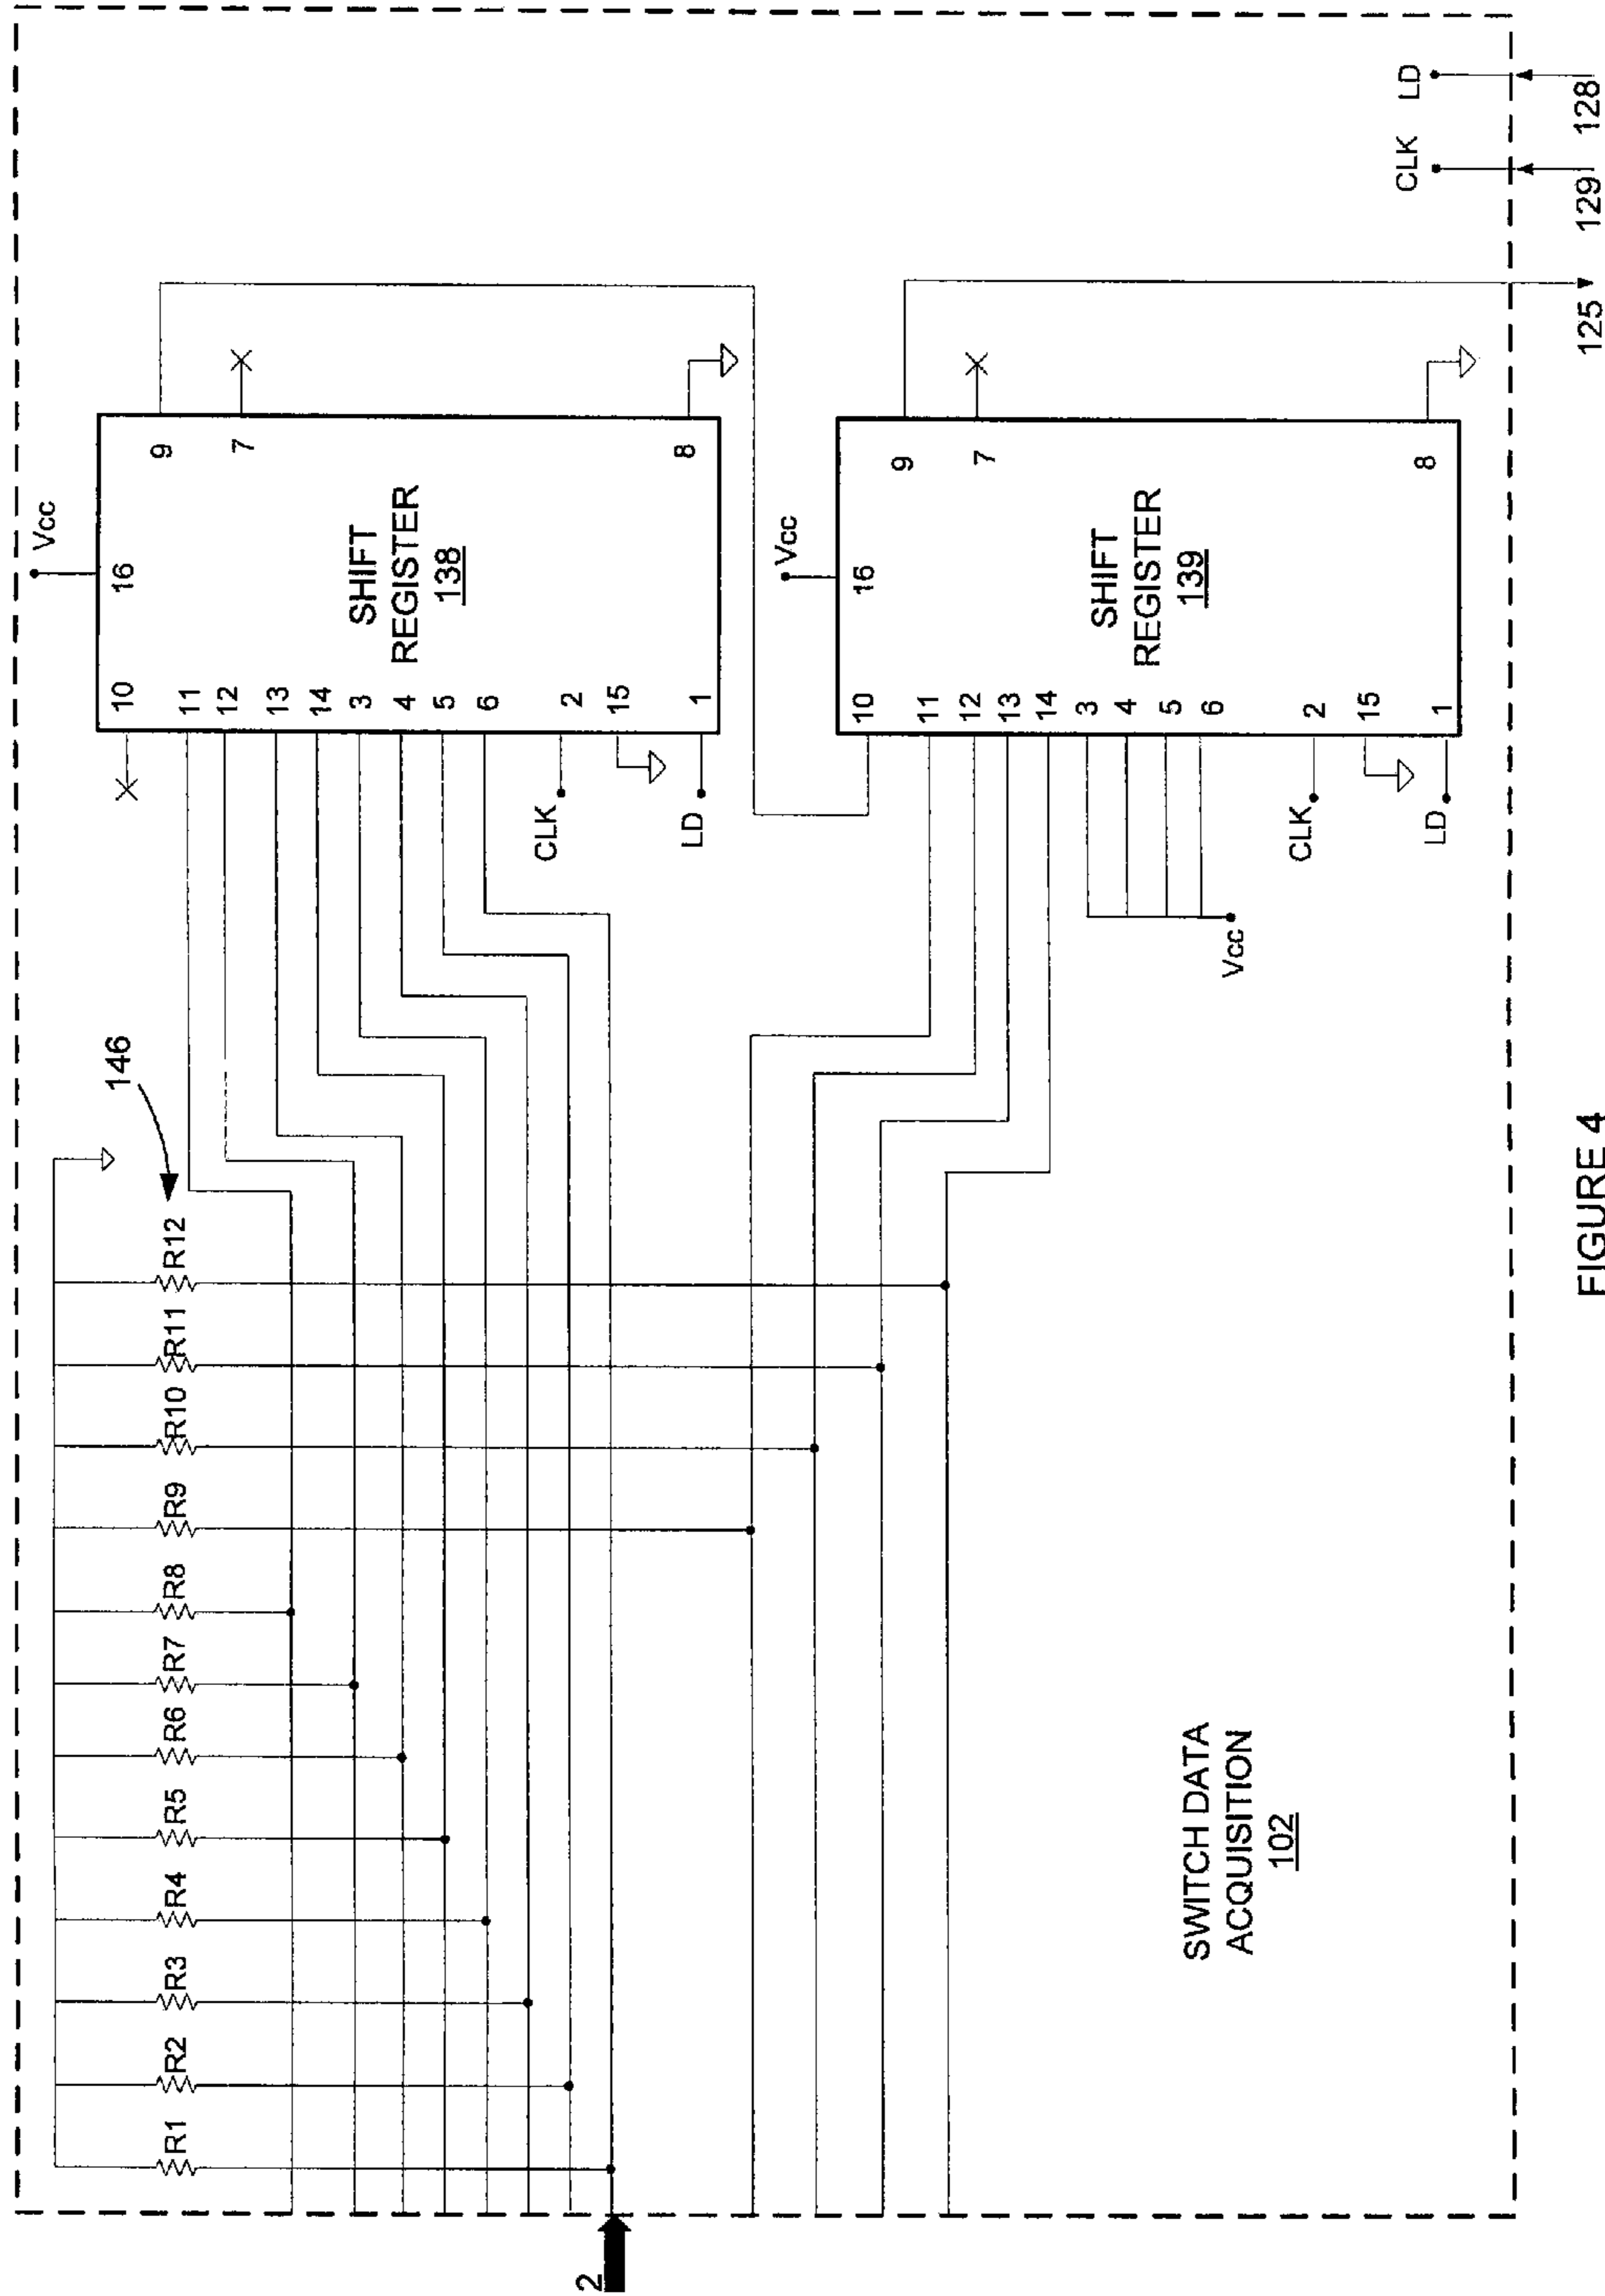 146
R1
R2
R3
R4
R5
R6
R7
R8
R9
R10
R11
R12
Vcc
16
10
11
12
13
14
3
4
5
6
2
15
1
9
7
8
SHIFT
REGISTER
138
CLK
LD
Vcc
16
10
11
12
13
14
3
4
5
6
2
15
1
9
7
8
SHIFT
REGISTER
139
Vcc
CLK
LD
2
SWITCH DATA
ACQUISITION
102
CLK
LD
125
129
128
FIGURE 4